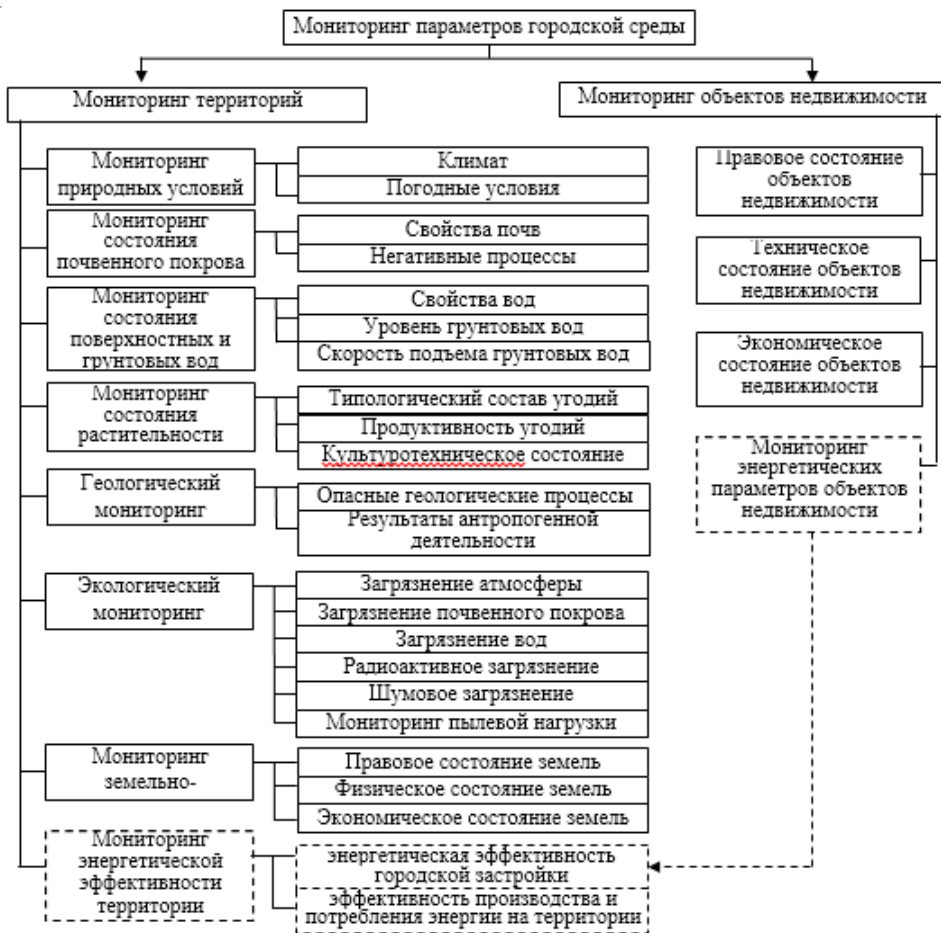 Мониторинг параметров городской среды
Мониторинг территорий
Мониторинг объектов недвижимости
Мониторинг
природных условий
Климат
Погодные условия
Мониторинг
состояния
почвенного покрова
Свойства почв
Негативные процессы
Мониторинг
состояния
поверхностных и
грунтовых вод
Свойства вод
Уровень грунтовых вод
Скорость подъема грунтовых вод
Мониторинг
состояния
растительности
Типологический состав угодий
Продуктивность угодий
Культуротехническое состояние
Геологический
мониторинг
Опасные геологические процессы
Результаты антропогенной
деятельности
Экологический
мониторинг
Загрязнение атмосферы
Загрязнение почвенного покрова
Загрязнение вод
Радиоактивное загрязнение
Шумовое загрязнение
Мониторинг пылевой нагрузки
Мониторинг
земельно-
Правовое состояние земель
Физическое состояние земель
Экономическое состояние земель
Мониторинг
энергетической
эффективности
территории
энергетическая эффективность
городской застройки
эффективность производства и
потребления энергии на территории
Правовое состояние
объектов
недвижимости
Техническое
состояние объектов
недвижимости
Экономическое
состояние объектов
недвижимости
Мониторинг
энергетических
параметров объектов
недвижимости